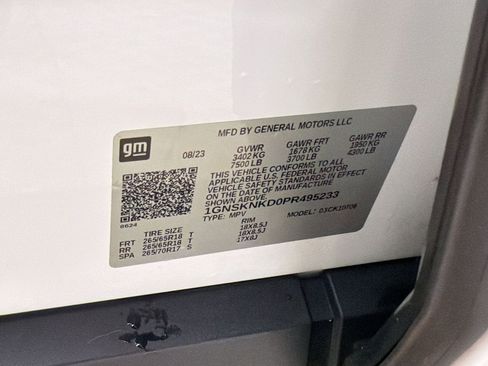 MFD BY GENERAL MOTORS LLC
gm
08/23 GVWR GAWR FRT GAWR RR
3402 KG 1678 KG 1950 KG
7500 LB 3700 LB 4300 LB
THIS VEHICLE CONFORMS TO ALL
APPLICABLE U.S. FEDERAL MOTOR
VEHICLE SAFETY STANDARDS IN EFFECT
ON THE DATE OF MANUFACTURE
SHOWN ABOVE.
1GNSKNKD0PR495233
TYPE: MPV MODEL:
8624
TIRE SIZE RIM
FRT 265/65R18 T 18X8.5J
RR 265/65R18 T 18X8.5J
SPA 265/70R17 S 17X8J